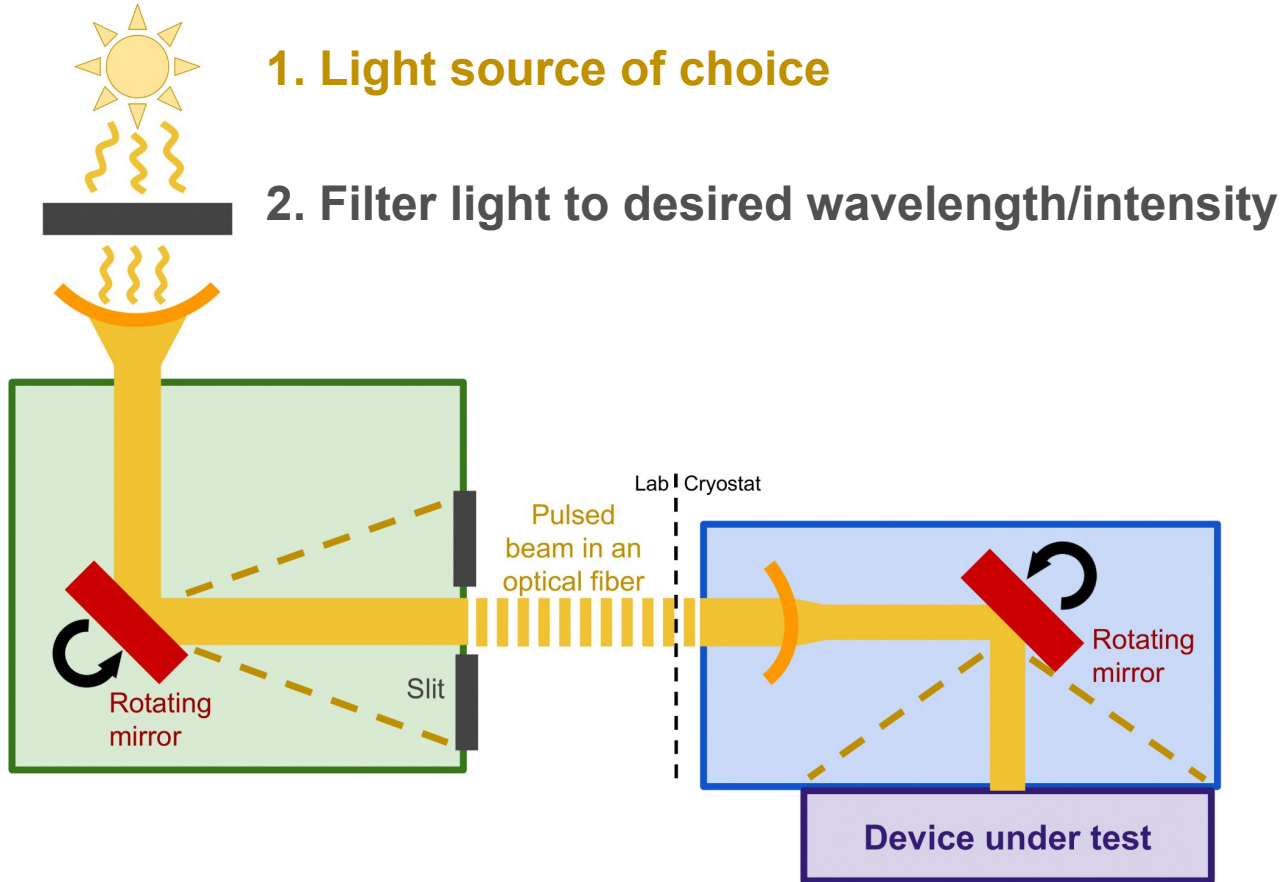 1. Light source of choice
2. Filter light to desired wavelength/intensity
Lab
Cryostat
Pulsed
beam in an
optical fiber
Slit
Rotating
mirror
Rotating
mirror
Device under test